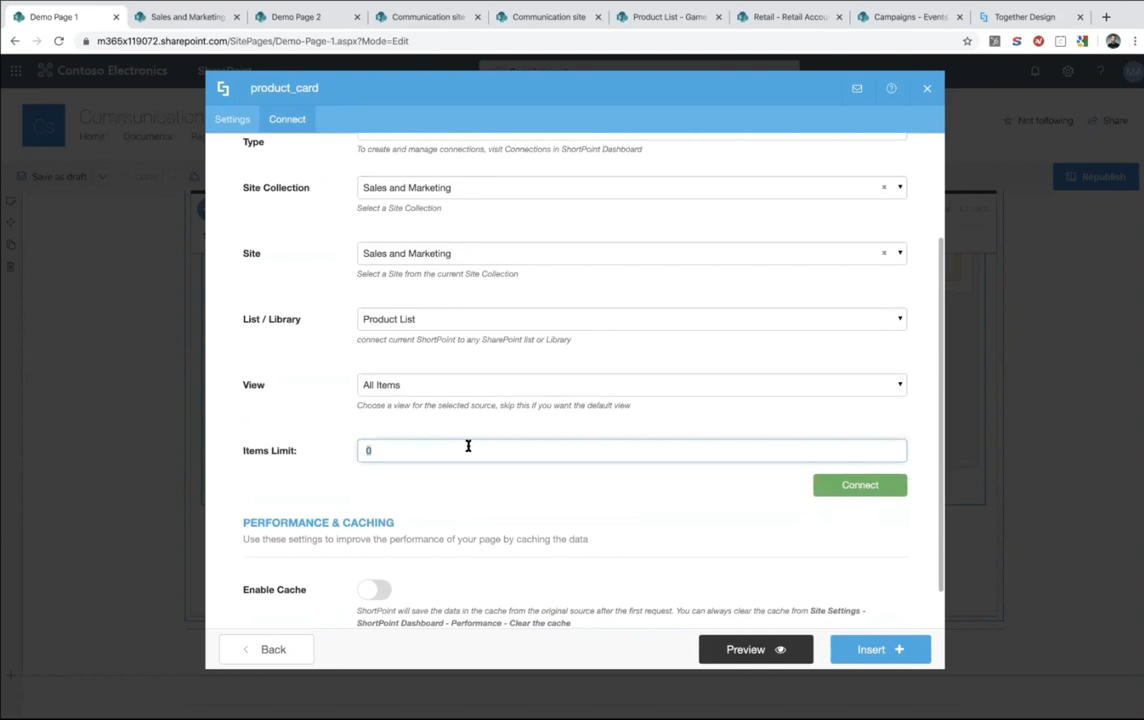 Demo Page 1
Sales and Marketing
Demo Page 2
Communication site
Communication site
Product List - Game
Retail - Retail Accou
Campaigns - Events
Together Design
m365x119072.sharepoint.com/SitePages/Demo-Page-1.aspx?Mode=Edit
Contoso Electronics
MM
product_card
Settings
Connect
Cs
Communication
Home
Documents
Not following
Share
Save as draft
Republish
Type
To create and manage connections, visit Connections in ShortPoint Dashboard
Site Collection
Sales and Marketing
Select a Site Collection
Site
Sales and Marketing
Select a Site from the current Site Collection
List / Library
Product List
connect current ShortPoint to any SharePoint list or Library
View
All Items
Choose a view for the selected source, skip this if you want the default view
Items Limit:
0
Connect
PERFORMANCE & CACHING
Use these settings to improve the performance of your page by caching the data
Enable Cache
ShortPoint will save the data in the cache from the original source after the first request. You can always clear the cache from Site Settings -
ShortPoint Dashboard - Performance - Clear the cache
Back
Preview
Insert